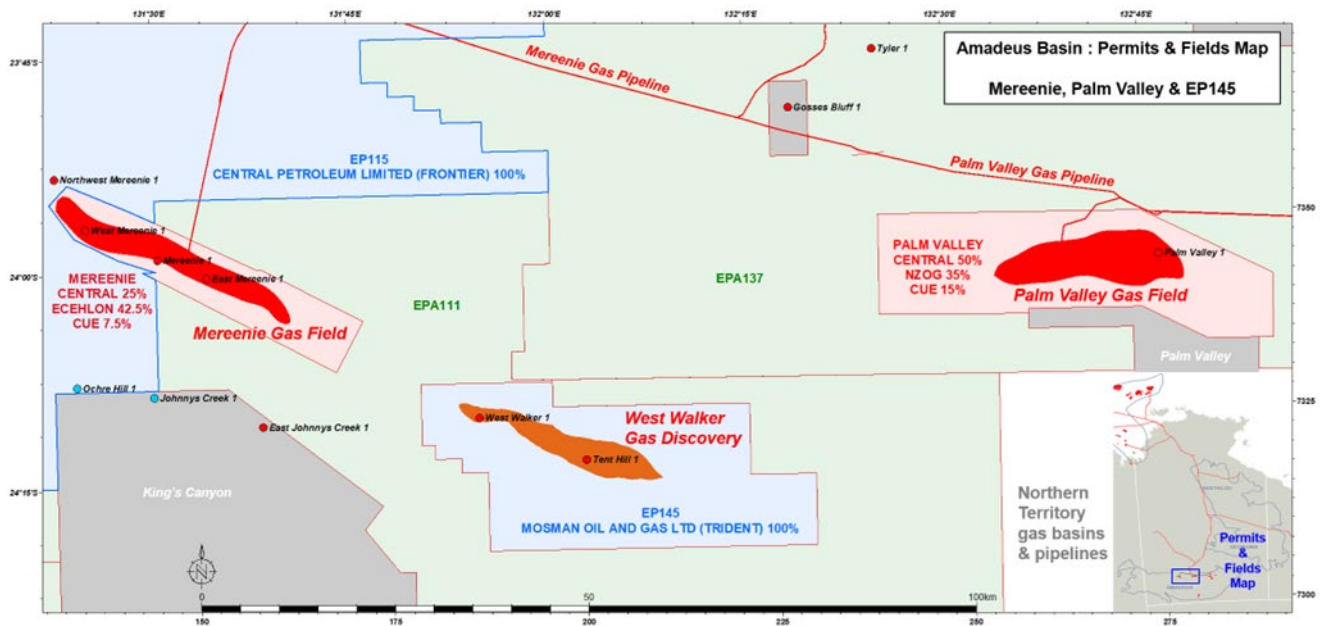 131°30'E
131°45'E
132°00'E
132°15'E
132°30'E
132°45'E
Amadeus Basin : Permits & Fields Map
Mereenie, Palm Valley & EP145
23°45'S
Tyler 1
Mereenie Gas Pipeline
Gosses Bluff 1
EP115
CENTRAL PETROLEUM LIMITED (FRONTIER) 100%
Palm Valley Gas Pipeline
Northwest Mereenie 1
7350
West Mereenie 1
Mereenie 1
East Mereenie 1
24°00'S
MEREENIE
CENTRAL 25%
ECEHLON 42.5%
CUE 7.5%
Mereenie Gas Field
EPA111
EPA137
PALM VALLEY
CENTRAL 50%
NZOG 35%
CUE 15%
Palm Valley 1
Palm Valley Gas Field
Palm Valley
Ochre Hill 1
Johnnys Creek 1
East Johnnys Creek 1
7325
West Walker 1
West Walker
Gas Discovery
Tent Hill 1
24°15'S
King's Canyon
EP145
MOSMAN OIL AND GAS LTD (TRIDENT) 100%
Northern
Territory
gas basins
& pipelines
Permits
&
Fields
Map
N
0
50
100km
7300
150
175
200
225
250
275